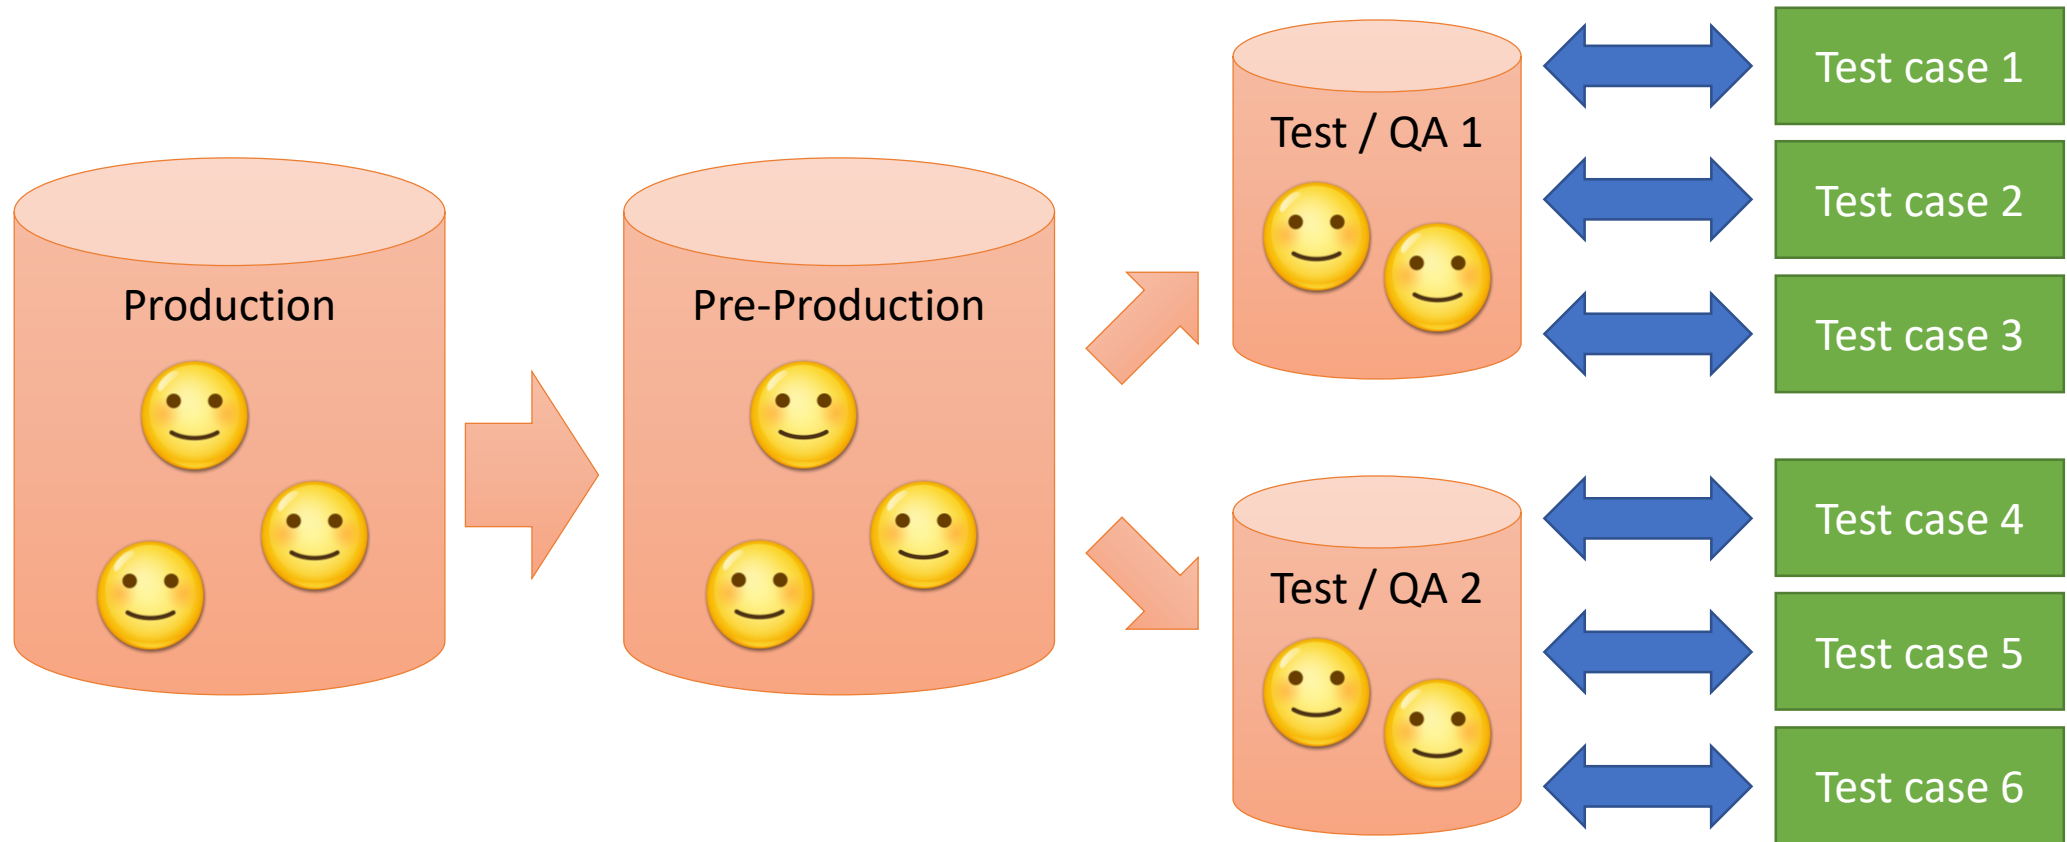 Production
Pre-Production
Test / QA 1
Test case 1
Test case 2
Test case 3
Test / QA 2
Test case 4
Test case 5
Test case 6